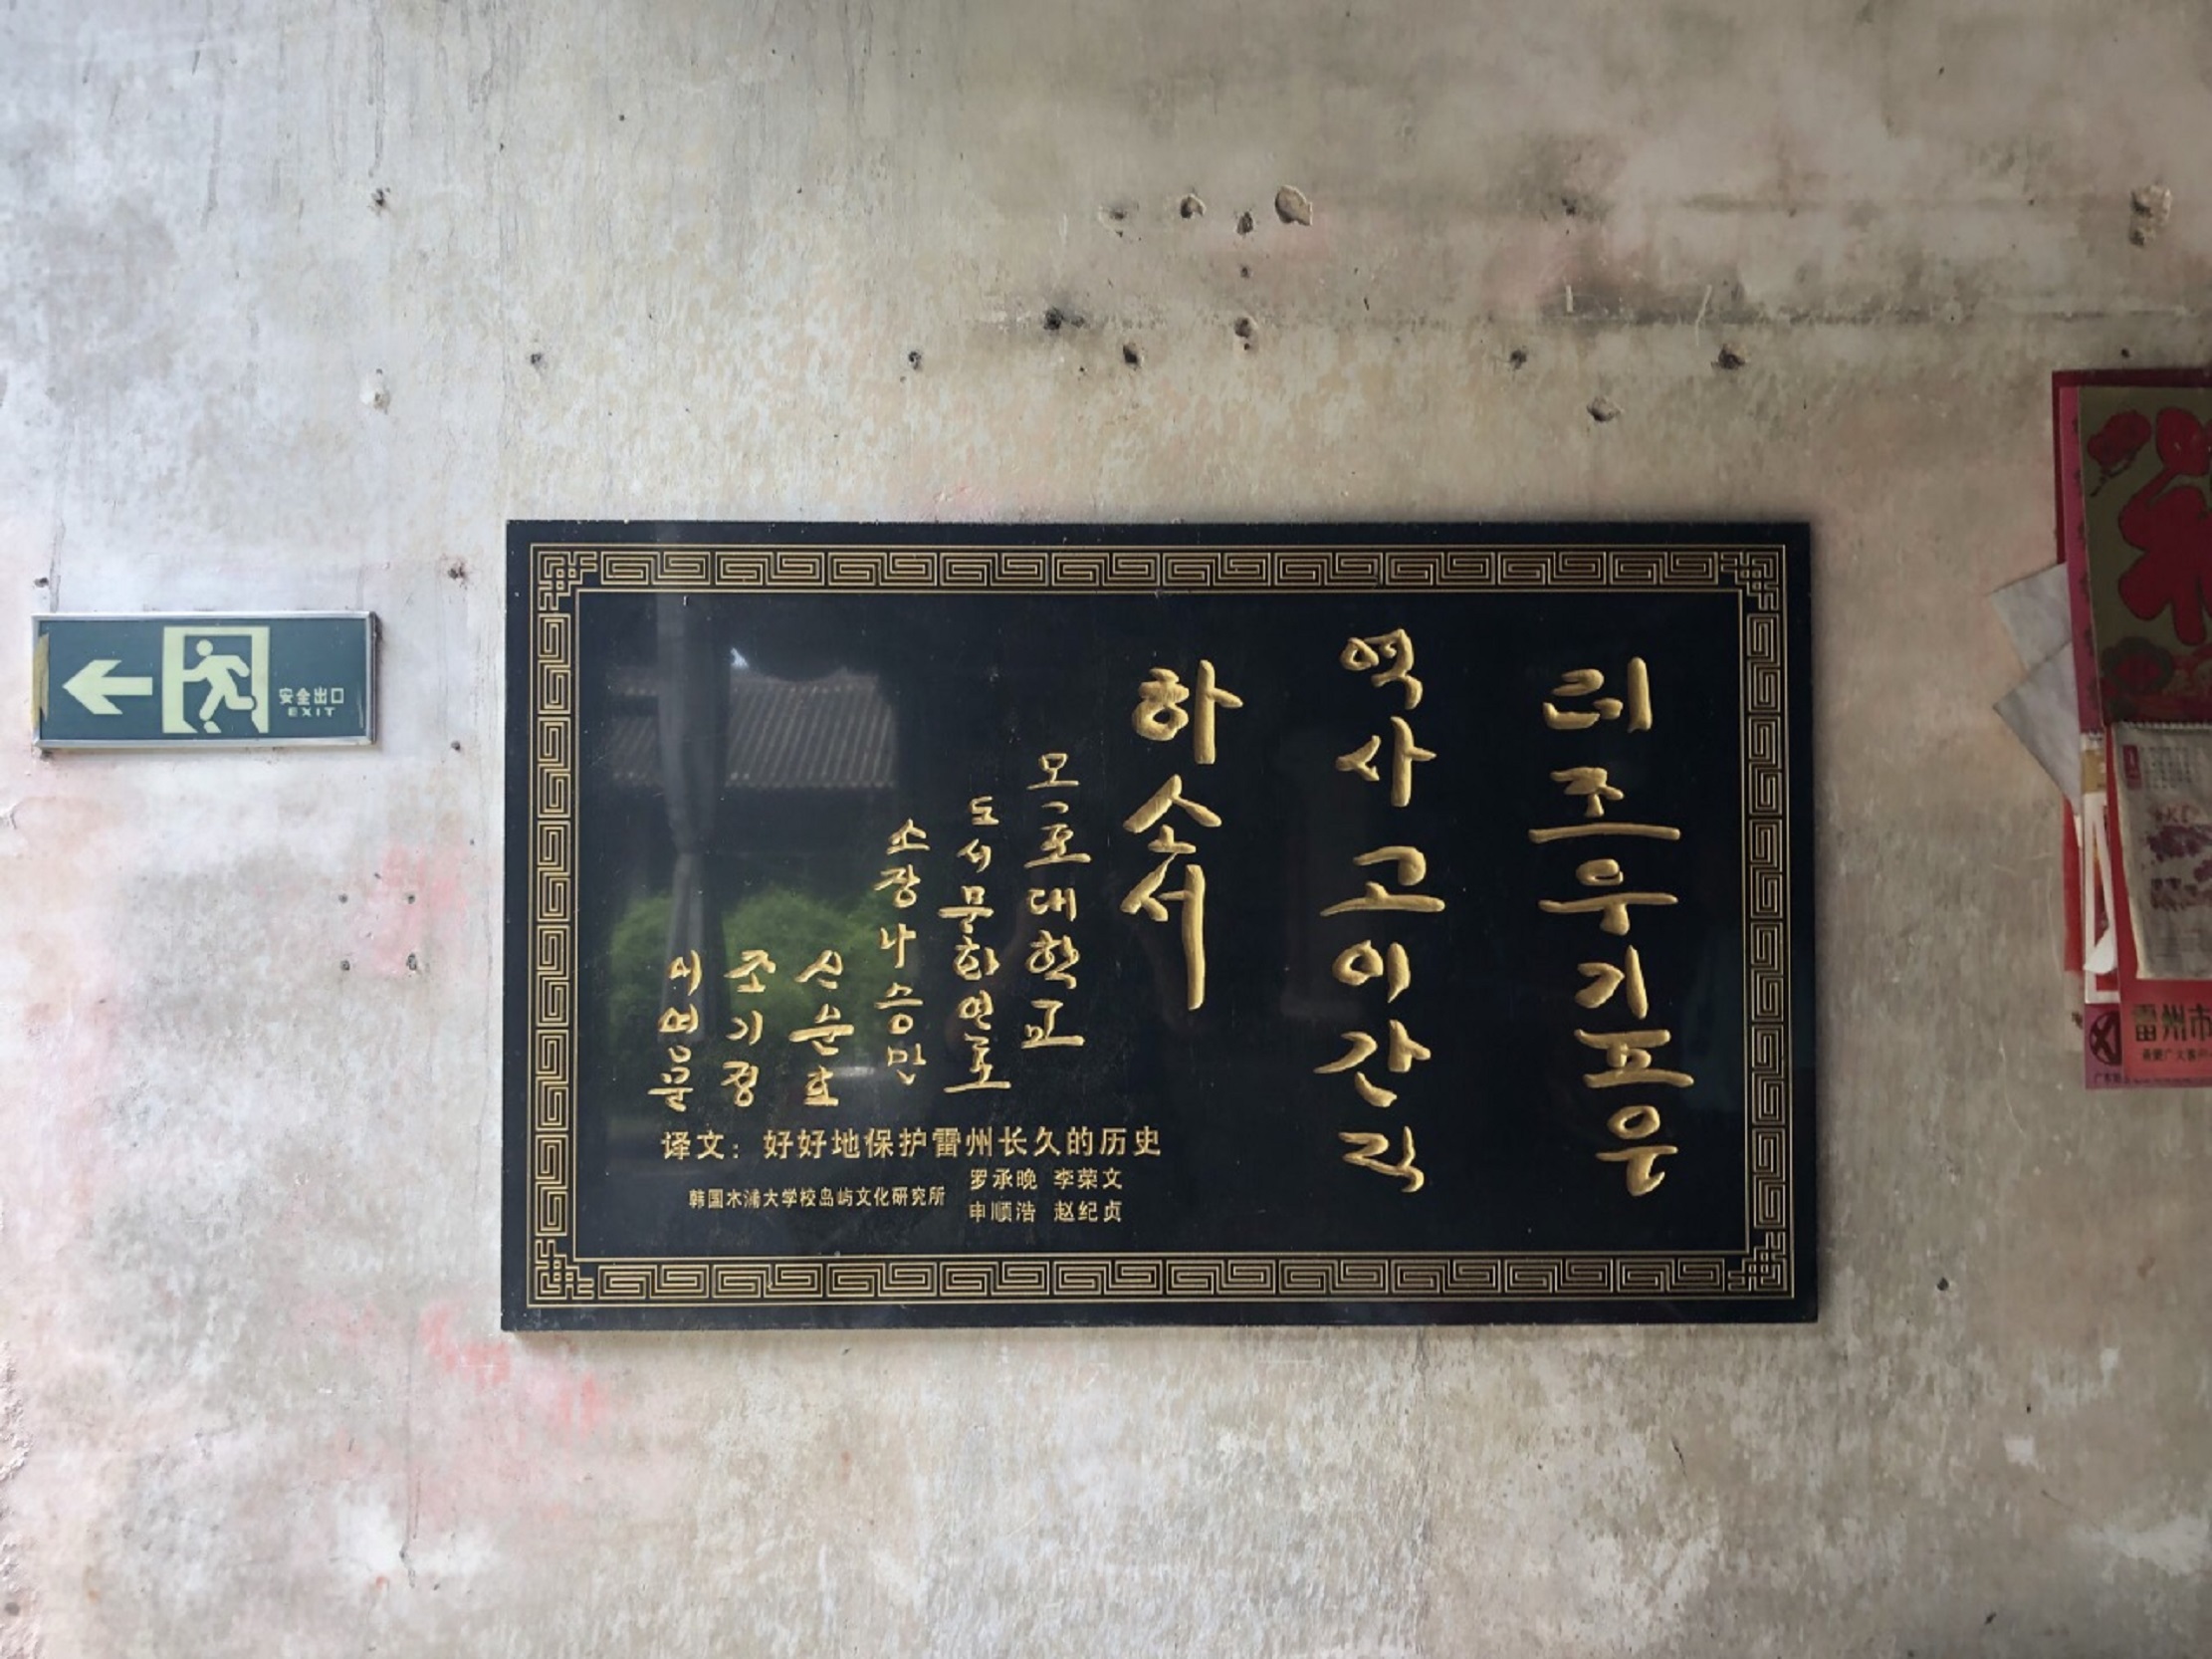 安全出口
EXIT
러조우기프은
역사고이간직
하소서
모포대학교
도서문화연구소
소장나승만
신순호
조기정
이영문
译文：好好地保护雷州长久的历史
韩国木浦大学校岛屿文化研究所
罗承晚 李荣文
申顺浩 赵纪贞
雷州市